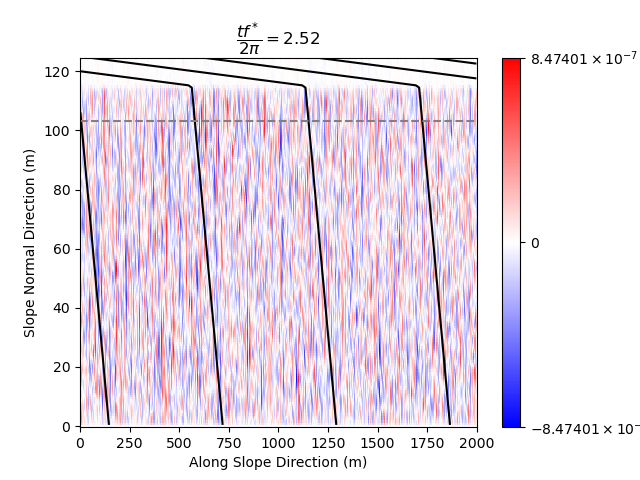 tf*/2π = 2.52
120
100
80
60
40
20
0
Slope Normal Direction (m)
0 250 500 750 1000 1250 1500 1750 2000
Along Slope Direction (m)
8.47401 × 10⁻⁷
0
−8.47401 × 10⁻